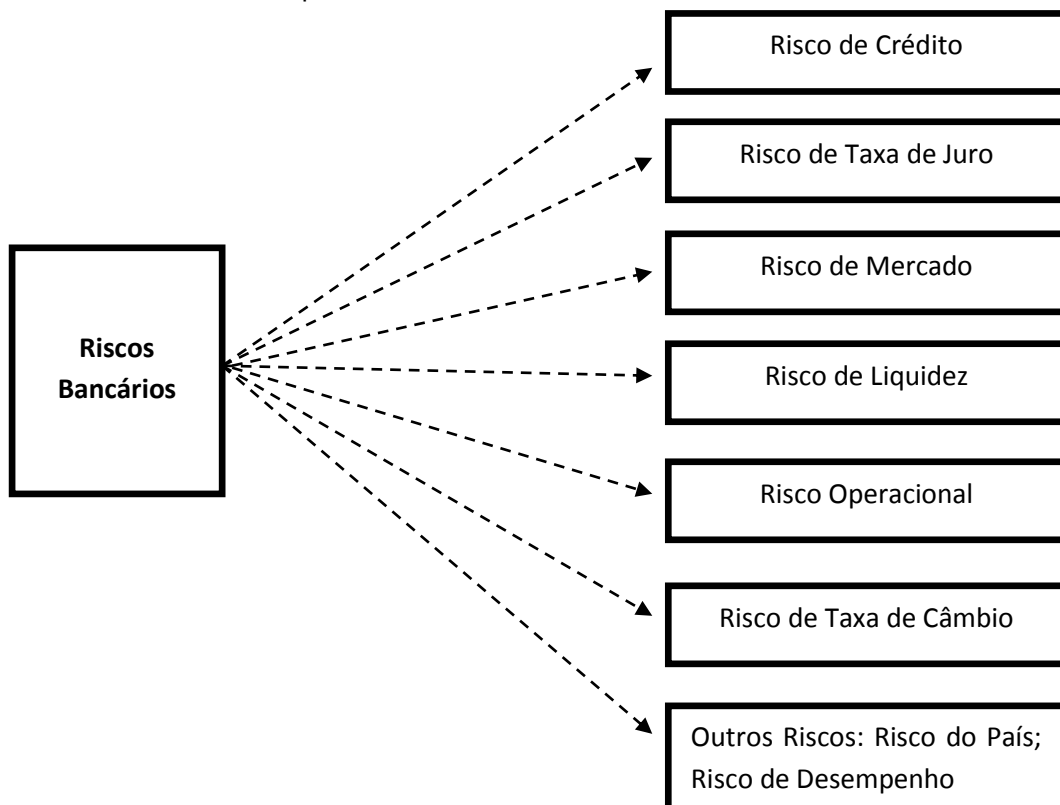 Risco de Crédito
Risco de Taxa de Juro
Risco de Mercado
Riscos
Bancários
Risco de Liquidez
Risco Operacional
Risco de Taxa de Câmbio
Outros Riscos: Risco do País;
Risco de Desempenho